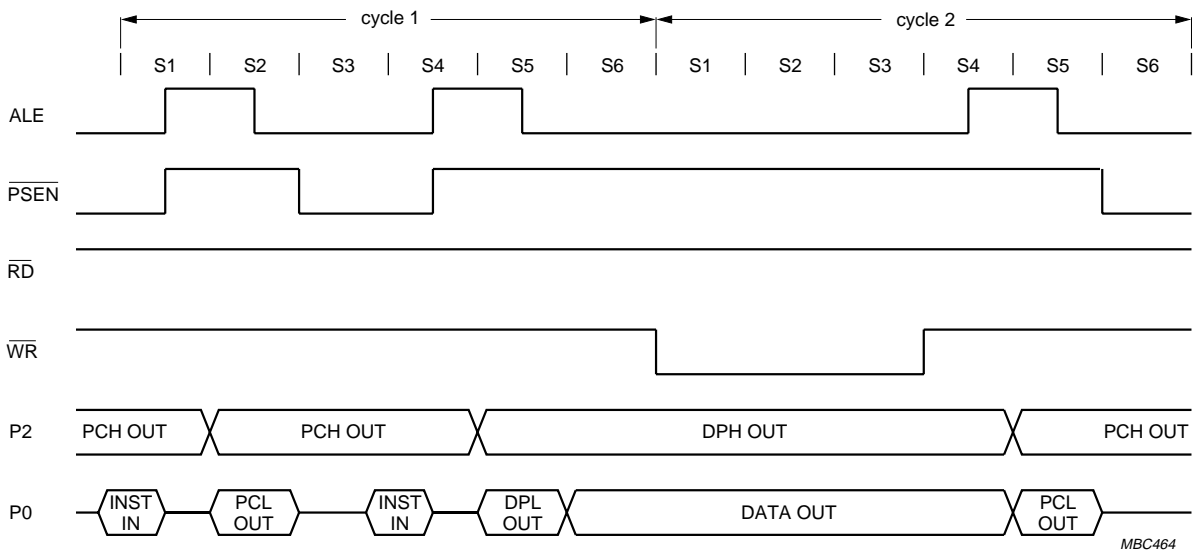 cycle 1 cycle 2
S1 S2 S3 S4 S5 S6 S1 S2 S3 S4 S5 S6
ALE
PSEN
RD
WR
P2 PCH OUT PCH OUT DPH OUT PCH OUT
P0 INST IN PCL OUT INST IN DPL OUT DATA OUT PCL OUT
MBC464